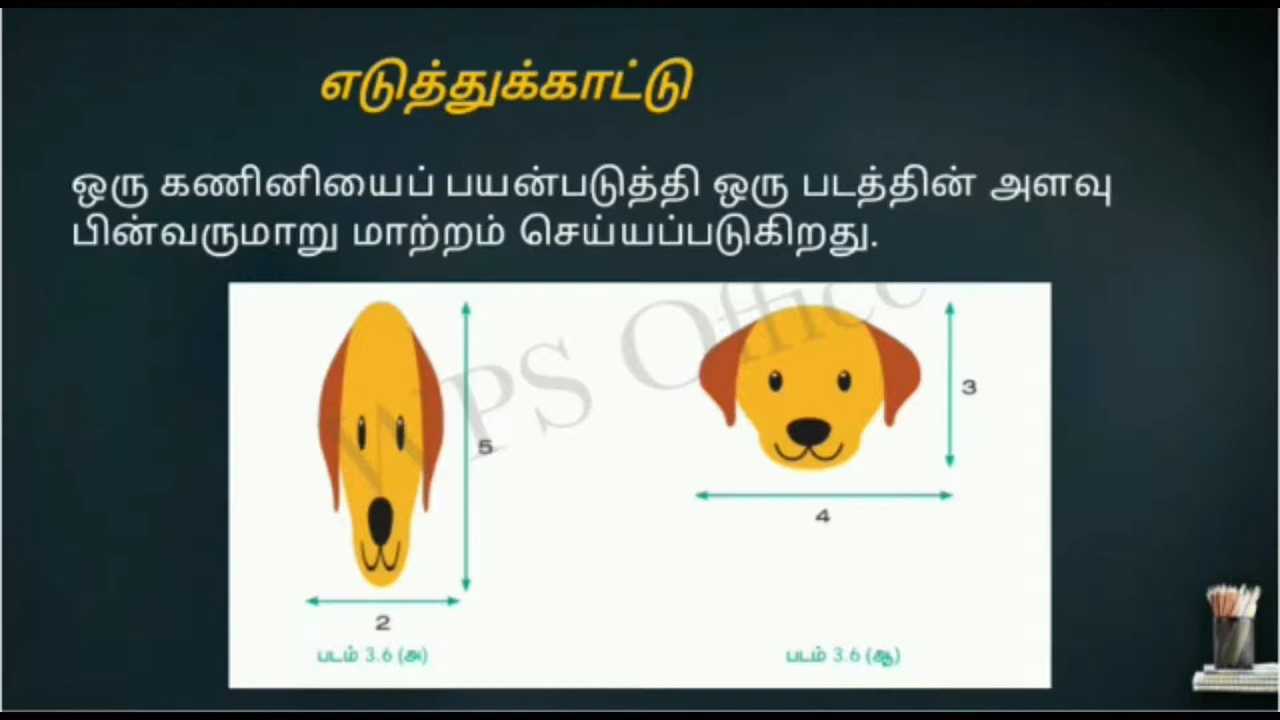 எடுத்துக்காட்டு
ஒரு கணினியைப் பயன்படுத்தி ஒரு படத்தின் அளவு
பின்வருமாறு மாற்றம் செய்யப்படுகிறது.
WPS Office
5
3
4
2
படம் 3.6 (அ)
படம் 3.6 (ஆ)